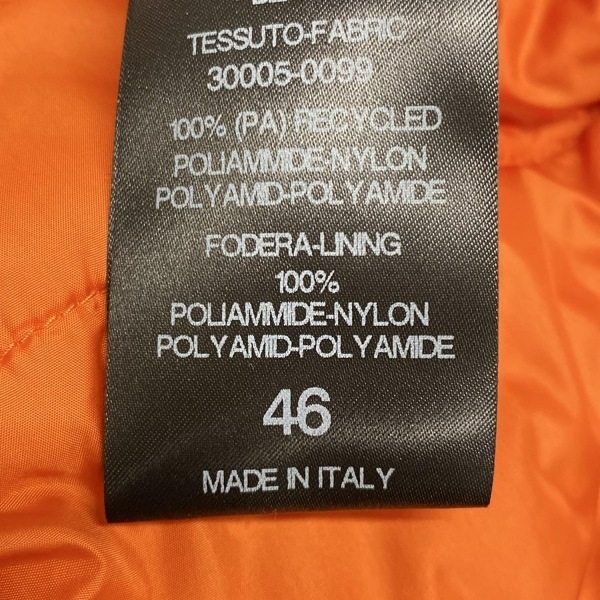 TESSUTO-FABRIC
30005-0099
100% (PA) RECYCLED
POLIAMMIDE-NYLON
POLYAMID-POLYAMIDE
FODERA-LINING
100%
POLIAMMIDE-NYLON
POLYAMID-POLYAMIDE
46
MADE IN ITALY